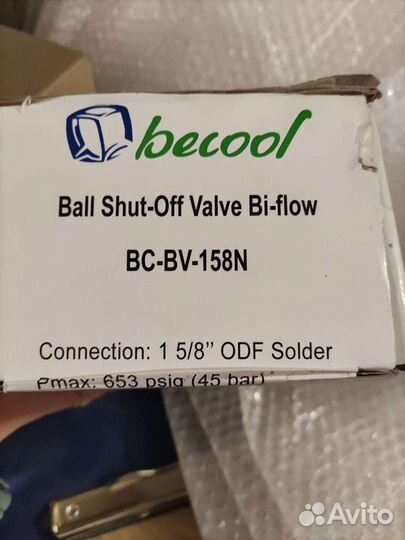 becool
Ball Shut-Off Valve Bi-flow
BC-BV-158N
Connection: 1 5/8’’ ODF Solder
Pmax: 653 psig (45 bar)
Avito